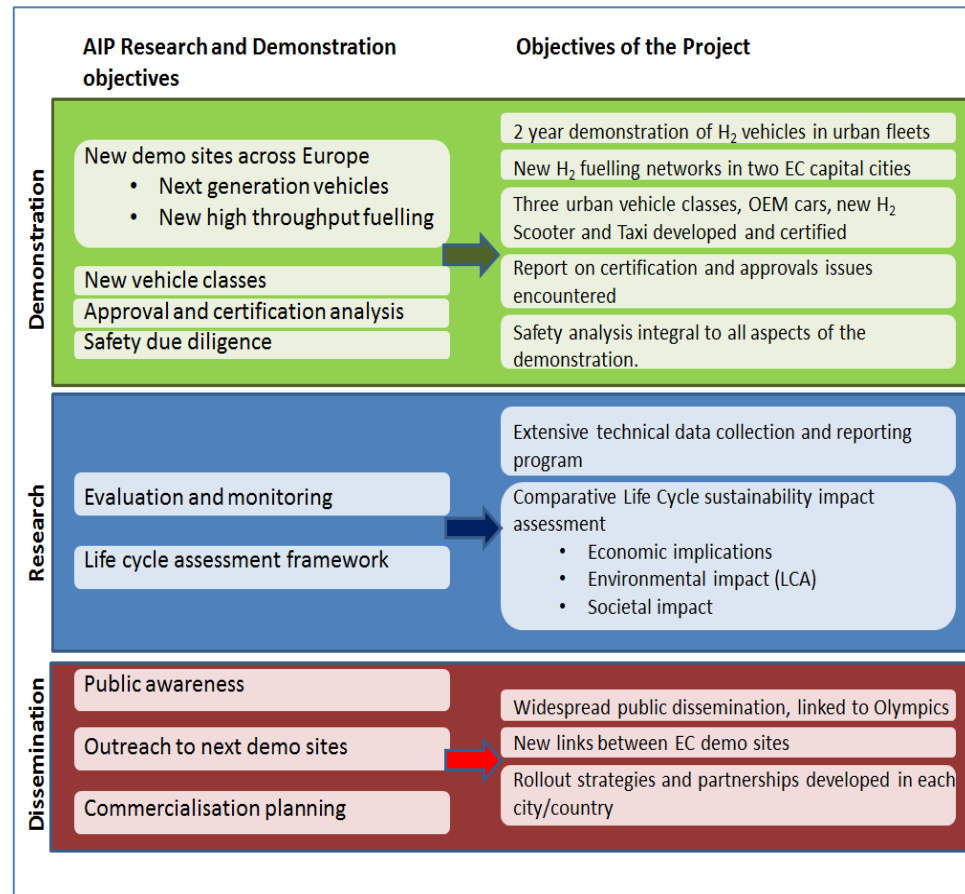 AIP Research and Demonstration
objectives
Objectives of the Project
Demonstration
New demo sites across Europe
• Next generation vehicles
• New high throughput fuelling
New vehicle classes
Approval and certification analysis
Safety due diligence
2 year demonstration of H₂ vehicles in urban fleets
New H₂ fuelling networks in two EC capital cities
Three urban vehicle classes, OEM cars, new H₂
Scooter and Taxi developed and certified
Report on certification and approvals issues
encountered
Safety analysis integral to all aspects of the
demonstration.
Research
Evaluation and monitoring
Life cycle assessment framework
Extensive technical data collection and reporting
program
Comparative Life Cycle sustainability impact
assessment
• Economic implications
• Environmental impact (LCA)
• Societal impact
Dissemination
Public awareness
Outreach to next demo sites
Commercialisation planning
Widespread public dissemination, linked to Olympics
New links between EC demo sites
Rollout strategies and partnerships developed in each
city/country